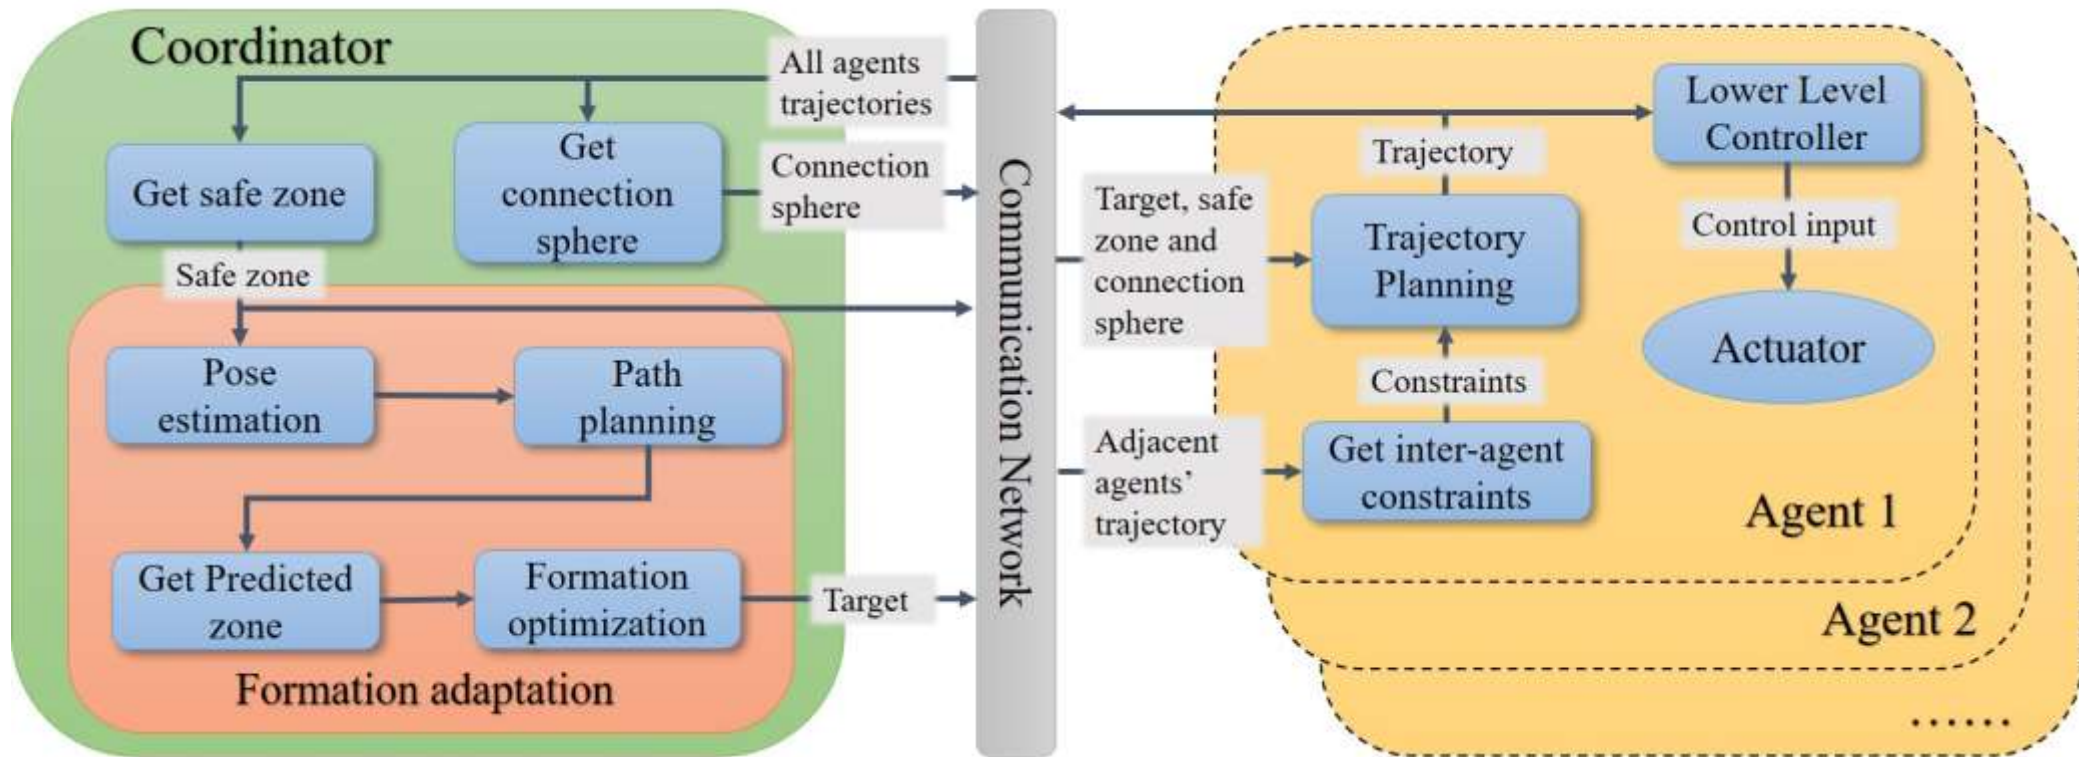 Coordinator
All agents
trajectories
Get safe zone
Get
connection
sphere
Connection
sphere
Safe zone
Pose
estimation
Path
planning
Get Predicted
zone
Formation
optimization
Target
Formation adaptation
Communication Network
Target, safe
zone and
connection
sphere
Adjacent
agents’
trajectory
Trajectory
Trajectory
Planning
Constraints
Get inter-agent
constraints
Lower Level
Controller
Control input
Actuator
Agent 1
Agent 2
......